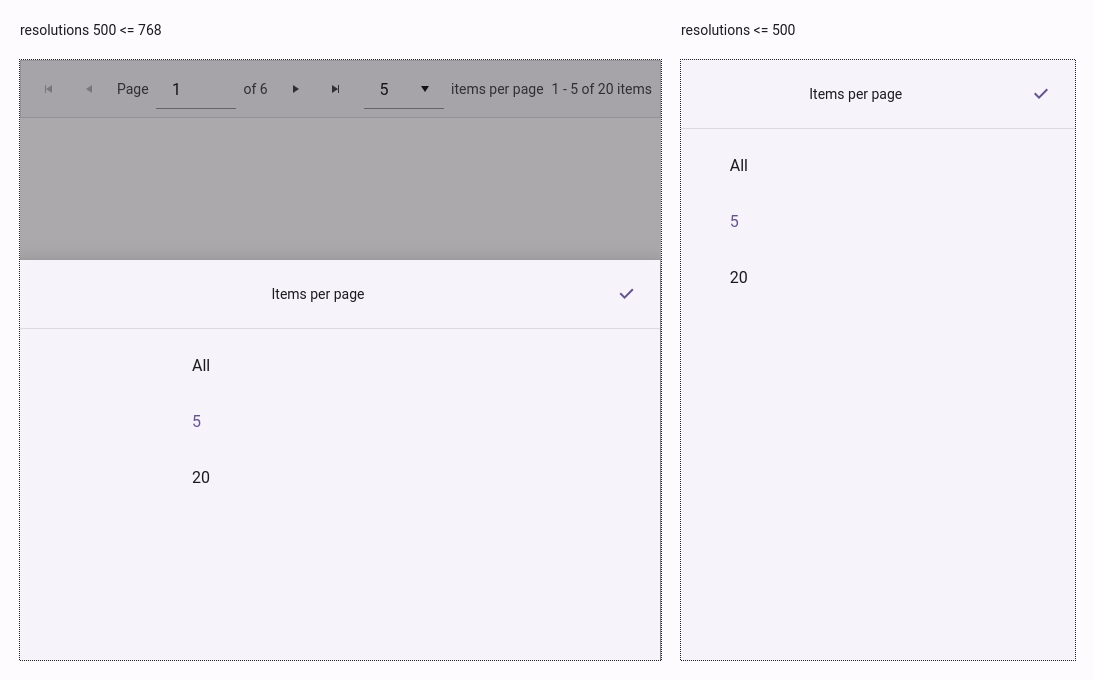 resolutions 500 <= 768
Page 1 of 6 5 items per page 1 - 5 of 20 items
Items per page
All
5
20
resolutions <= 500
Items per page
All
5
20